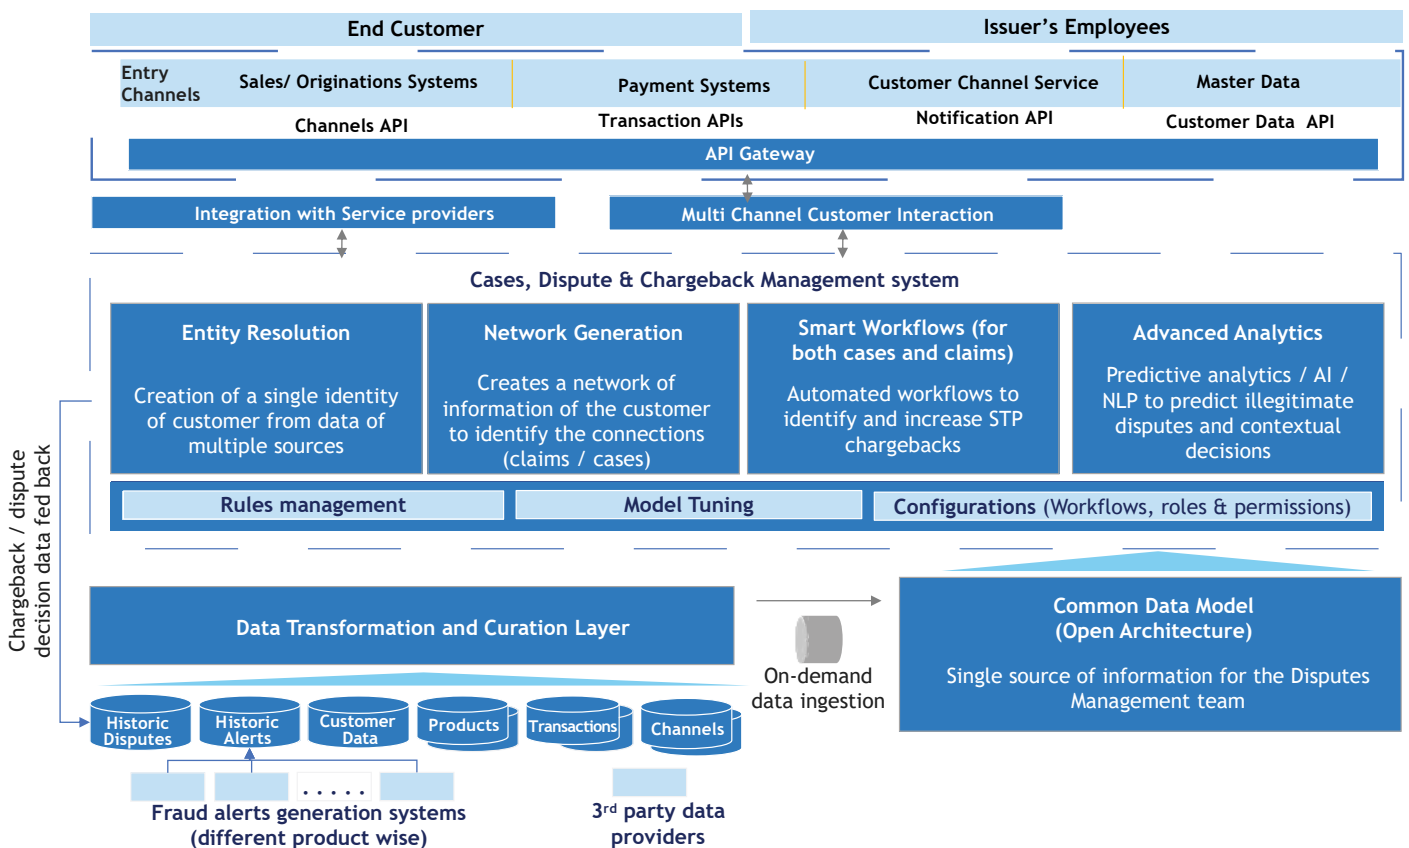 End Customer
Issuer's Employees
Entry
Channels
Sales/ Originations Systems
Payment Systems
Customer Channel Service
Master Data
Channels API
Transaction APIs
Notification API
Customer Data API
API Gateway
Integration with Service providers
Multi Channel Customer Interaction
Cases, Dispute & Chargeback Management system
Entity Resolution
Creation of a single identity
of customer from data of
multiple sources
Network Generation
Creates a network of
information of the customer
to identify the connections
(claims / cases)
Smart Workflows (for
both cases and claims)
Automated workflows to
identify and increase STP
chargebacks
Advanced Analytics
Predictive analytics / AI /
NLP to predict illegitimate
disputes and contextual
decisions
Rules management
Model Tuning
Configurations (Workflows, roles & permissions)
Chargeback / dispute
decision data fed back
Data Transformation and Curation Layer
On-demand
data ingestion
Common Data Model
(Open Architecture)
Single source of information for the Disputes
Management team
Historic
Disputes
Historic
Alerts
Customer
Data
Products
Transactions
Channels
.....
Fraud alerts generation systems
(different product wise)
3rd party data
providers